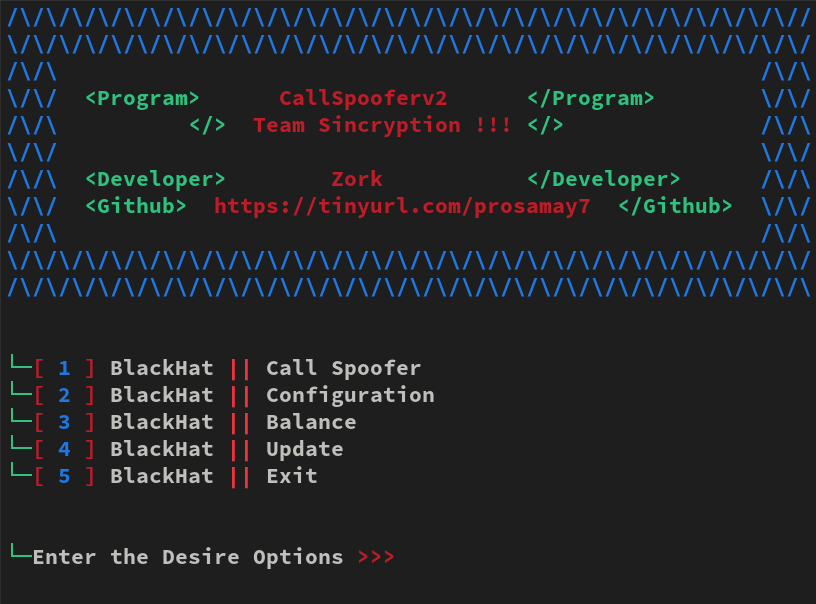 /\/\/\/\/\/\/\/\/\/\/\/\/\/\/\/\/\/\/\/\/\/\/\/\/\/\/\/\/\/\//
\/\/\/\/\/\/\/\/\/\/\/\/\/\/\/\/\/\/\/\/\/\/\/\/\/\/\/\/\/\//
/\/\ /\/\
\/\/ <Program> CallSpooferv2 </Program> \/\/
/\/\ </> Team Sincryption !!! </> /\/\
\/\/ \/\/
/\/\ <Developer> Zork </Developer> /\/\
\/\/ <Github> https://tinyurl.com/prosamay7 </Github> \/\/
/\/\ /\/\
\/\/\/\/\/\/\/\/\/\/\/\/\/\/\/\/\/\/\/\/\/\/\/\/\/\/\/\/\/\//
/\/\/\/\/\/\/\/\/\/\/\/\/\/\/\/\/\/\/\/\/\/\/\/\/\/\/\/\/\/\/\
[ 1 ] BlackHat || Call Spoofer
[ 2 ] BlackHat || Configuration
[ 3 ] BlackHat || Balance
[ 4 ] BlackHat || Update
[ 5 ] BlackHat || Exit
Enter the Desire Options >>>